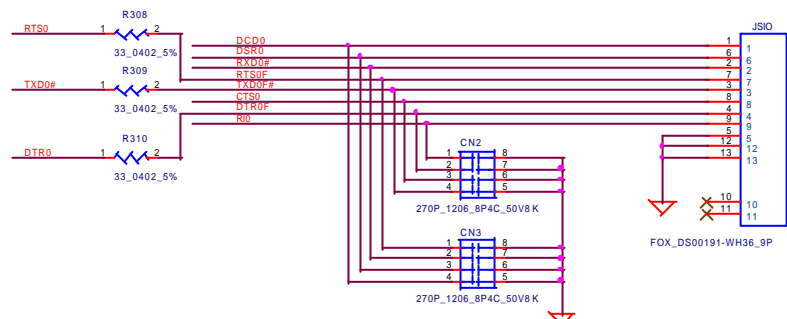 R308
RTS0 1 2
33_0402_5%
R309
TXD0# 1 2
33_0402_5%
R310
DTR0 1 2
33_0402_5%
DCD0
DSR0
RXD0#
RTS0F
TXD0F#
CTS0
DTR0F
RI0
JSIO
1 1
6 6
2 2
7 7
3 3
8 8
4 4
9 9
5 5
12 12
13 13
10 10
11 11
FOX_DS00191-WH36_9P
CN2
1 8
2 7
3 6
4 5
270P_1206_8P4C_50V8K
CN3
1 8
2 7
3 6
4 5
270P_1206_8P4C_50V8K